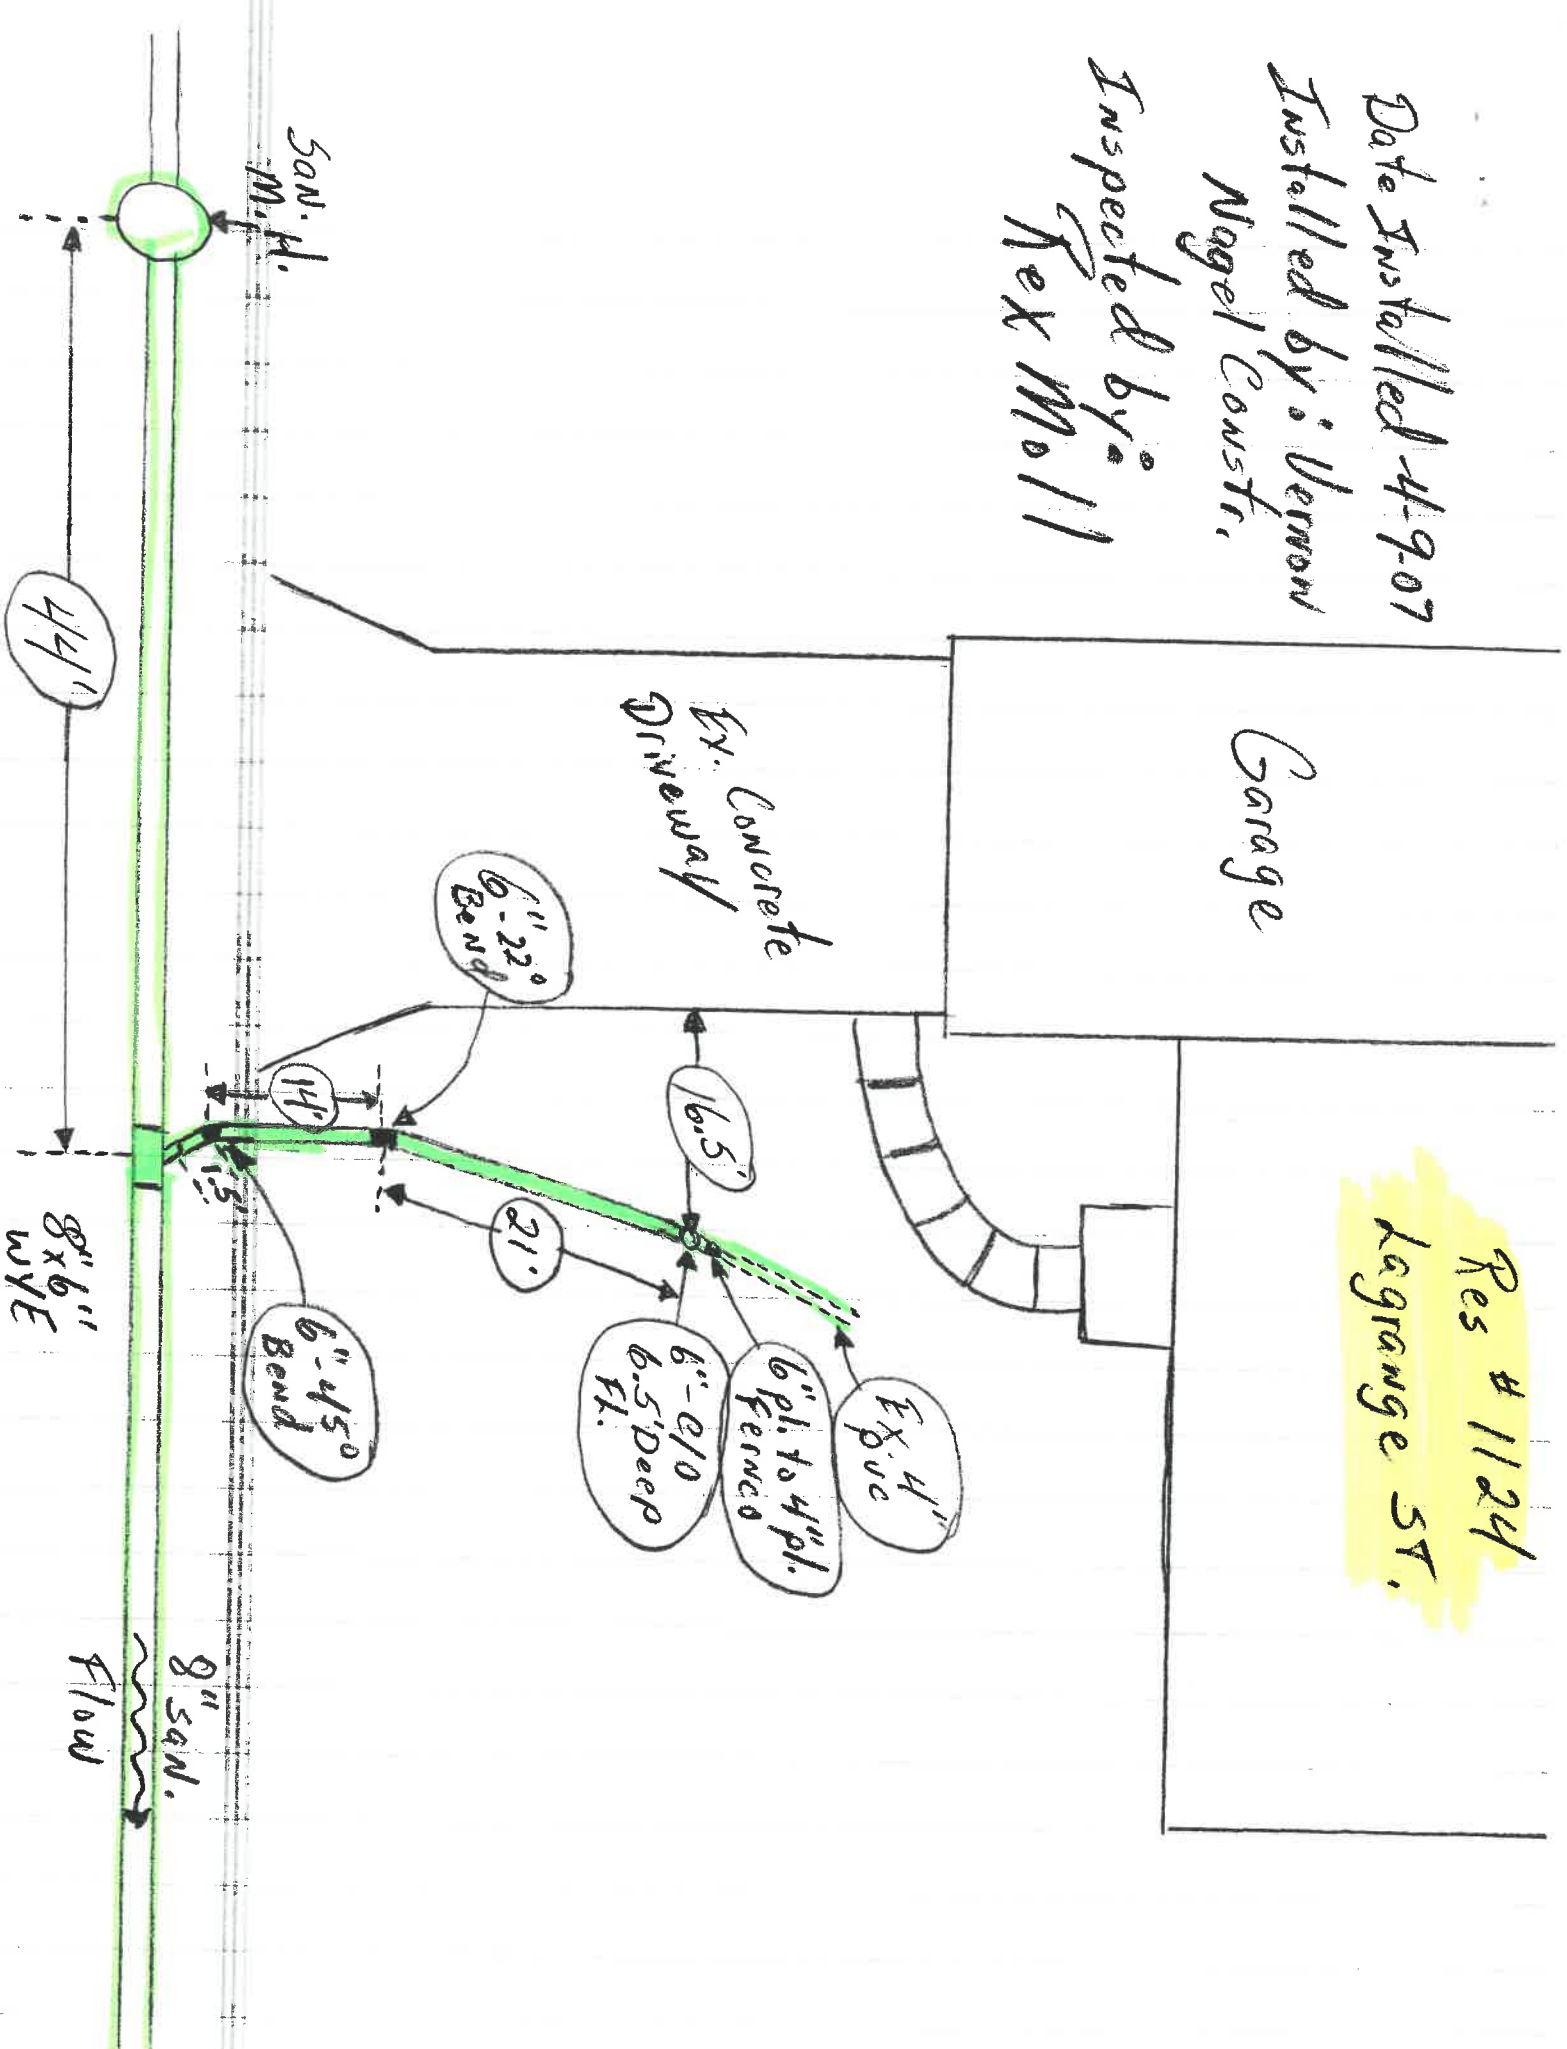 Date Installed 4-9-07
Installed by: Vernon
Nagel Constr.
Inspected by:
Rex Moll
Garage
Res # 1124
Lagrange ST.
Ex. Concrete
Driveway
16.5'
Ex. 4"
pvc
6" pl. to 4" pl.
Fernco
6" - c/o
6.5' Deep
FL.
6" - 22°
Bend
21'
14'
1.5'
6" - 45°
Bend
San.
M.H.
44'
8" x 6"
WYE
8" San.
Flow